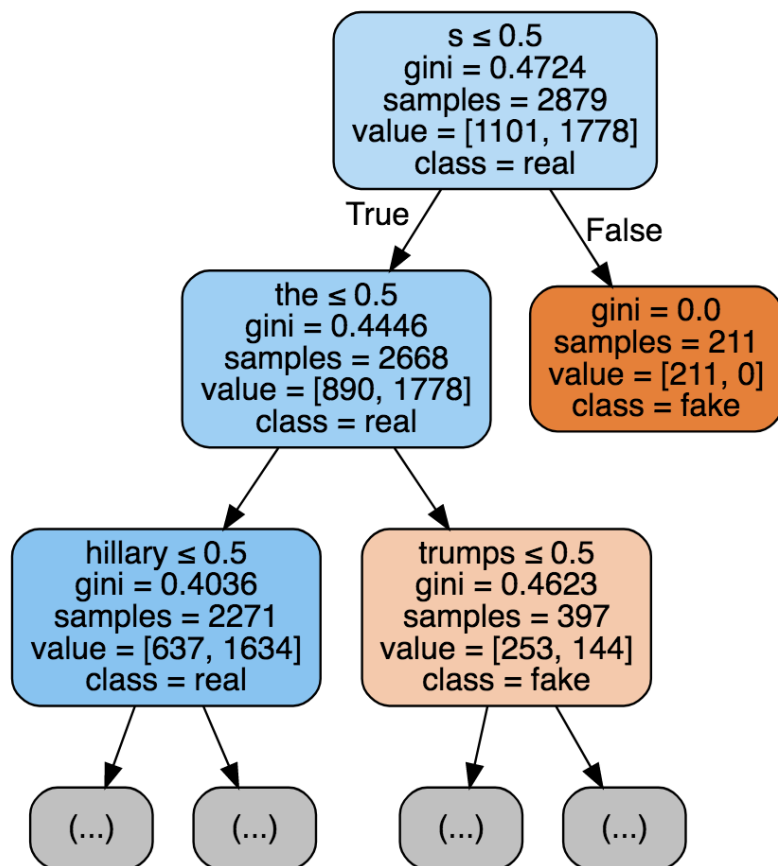 s ≤ 0.5
gini = 0.4724
samples = 2879
value = [1101, 1778]
class = real
True
False
the ≤ 0.5
gini = 0.4446
samples = 2668
value = [890, 1778]
class = real
gini = 0.0
samples = 211
value = [211, 0]
class = fake
hillary ≤ 0.5
gini = 0.4036
samples = 2271
value = [637, 1634]
class = real
trumps ≤ 0.5
gini = 0.4623
samples = 397
value = [253, 144]
class = fake
(...)
(...)
(...)
(...)